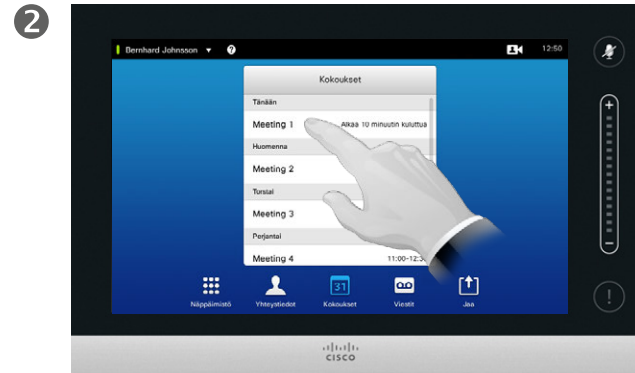 2
Bernhard Johnsson ▼ ? 12:50
Kokoukset
Tänään
Meeting 1 Alkaa 10 minuutin kuluttua
Huomenna
Meeting 2
Torstai
Meeting 3
Perjantai
Meeting 4 11:00-12:3
31
Näppäimistö Yhteystiedot Kokoukset Viestit Jaa
CISCO